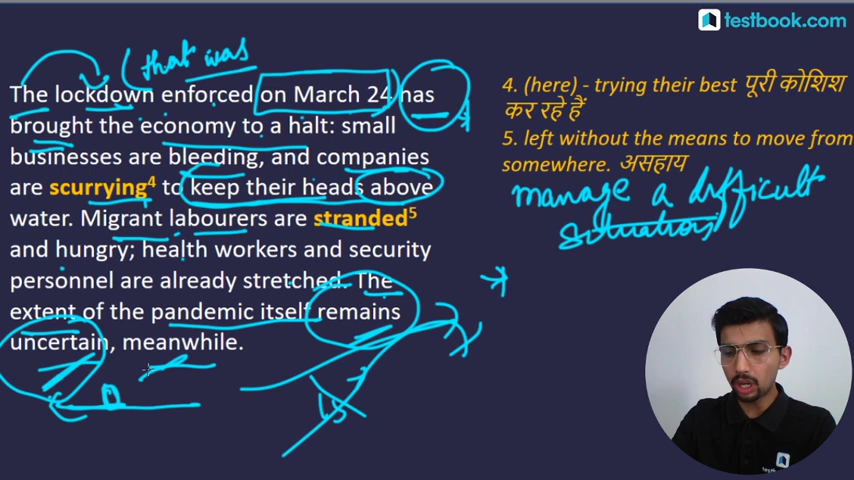 testbook.com
that was
The lockdown enforced on March 24 has
brought the economy to a halt: small
businesses are bleeding, and companies
are scurrying4 to keep their heads above
water. Migrant labourers are stranded5
and hungry; health workers and security
personnel are already stretched. The
extent of the pandemic itself remains
uncertain, meanwhile.
4. (here) - trying their best पूरी कोशिश
कर रहे हैं
5. left without the means to move from
somewhere. असहाय
manage a difficult
situation